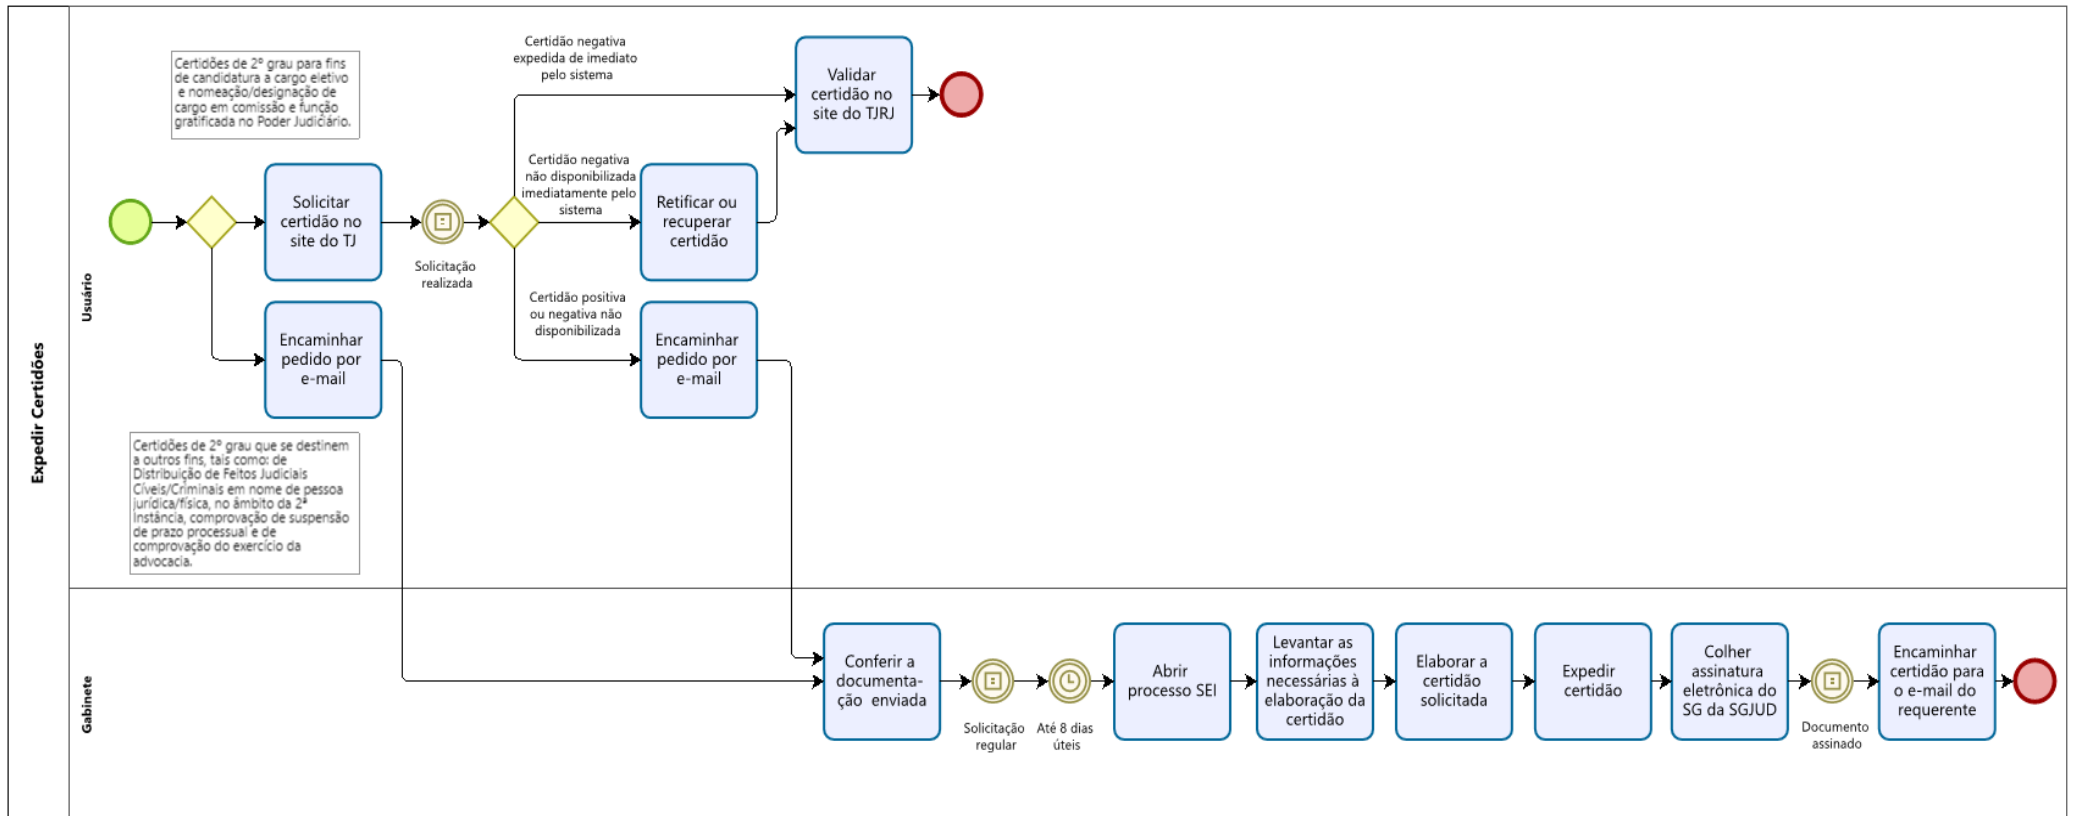 Expedir Certidões
Usuário
Certidões de 2º grau para fins
de candidatura a cargo eletivo
e nomeação/designação de
cargo em comissão e função
gratificada no Poder Judiciário.
Solicitar
certidão no
site do TJ
Encaminhar
pedido por
e-mail
Certidões de 2º grau que se destinem
a outros fins, tais como: de
Distribuição de Feitos Judiciais
Cíveis/Criminais em nome de pessoa
jurídica/física, no âmbito da 2ª
Instância, comprovação de suspensão
de prazo processual e de
comprovação do exercício da
advocacia.
Solicitação
realizada
Certidão negativa
expedida de imediato
pelo sistema
Certidão negativa
não disponibilizada
imediatamente pelo
sistema
Certidão positiva
ou negativa não
disponibilizada
Validar
certidão no
site do TJRJ
Retificar ou
recuperar
certidão
Encaminhar
pedido por
e-mail
Gabinete
Conferir a
documenta-
ção enviada
Solicitação
regular
Até 8 dias
úteis
Abrir
processo SEI
Levantar as
informações
necessárias à
elaboração da
certidão
Elaborar a
certidão
solicitada
Expedir
certidão
Colher
assinatura
eletrônica do
SG da SGJUD
Documento
assinado
Encaminhar
certidão para
o e-mail do
requerente